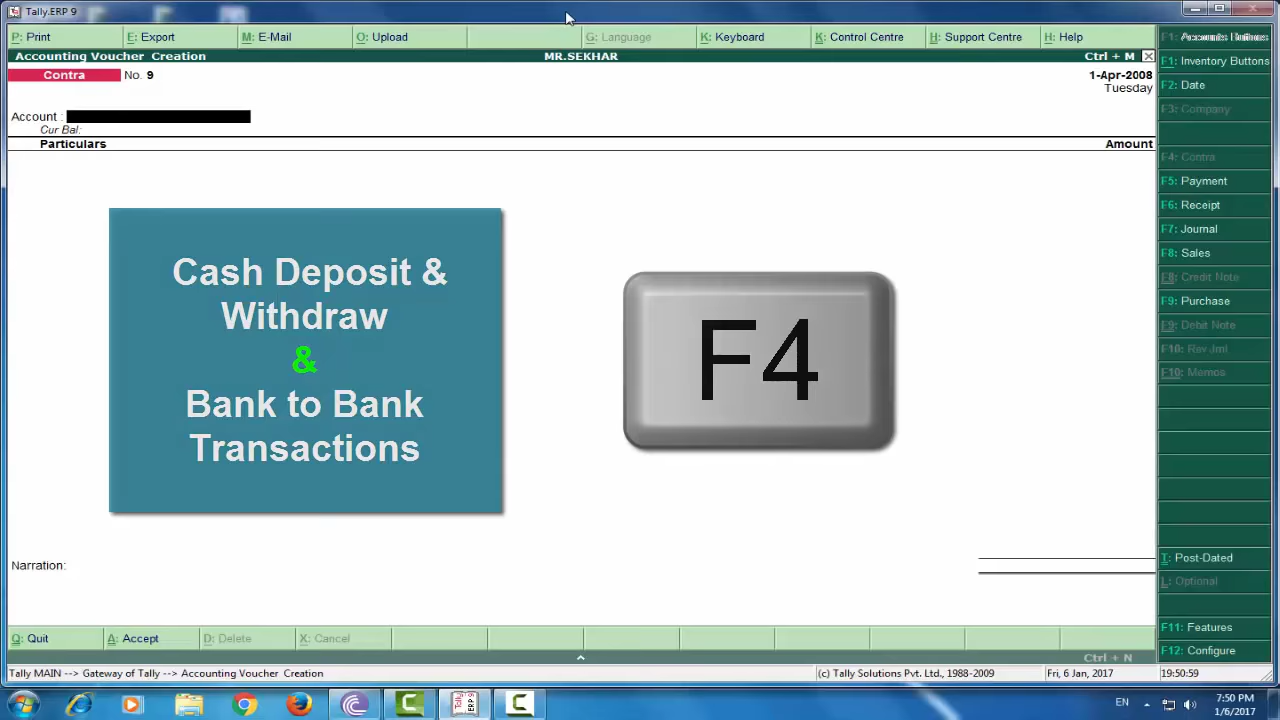 Tally.ERP 9
P: Print E: Export M: E-Mail O: Upload G: Language K: Keyboard K: Control Centre H: Support Centre H: Help
Accounting Voucher Creation MR.SEKHAR Ctrl + M
Contra No. 9 1-Apr-2008
Tuesday
Account :
Cur Bal:
Particulars Amount
Cash Deposit &
Withdraw
&
Bank to Bank
Transactions
F4
Narration:
F1: Accounts Buttons
F1: Inventory Buttons
F2: Date
F3: Company
F4: Contra
F5: Payment
F6: Receipt
F7: Journal
F8: Sales
F8: Credit Note
F9: Purchase
F9: Debit Note
F10: Rev Jrnl
F10: Memos
T: Post-Dated
L: Optional
F11: Features
F12: Configure
Q: Quit A: Accept D: Delete X: Cancel
Ctrl + N
Tally MAIN --> Gateway of Tally --> Accounting Voucher Creation (c) Tally Solutions Pvt. Ltd., 1988-2009 Fri, 6 Jan, 2017 19:50:59
EN 7:50 PM
1/6/2017